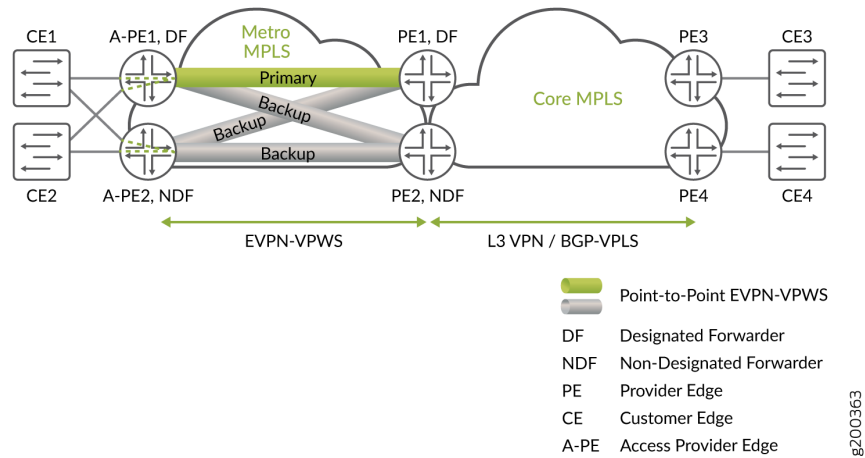 CE1
A-PE1, DF
Metro
MPLS
PE1, DF
PE3
CE3
Primary
Backup
Core MPLS
Backup
Backup
CE2
A-PE2, NDF
PE2, NDF
PE4
CE4
EVPN-VPWS
L3 VPN / BGP-VPLS
Point-to-Point EVPN-VPWS
DF Designated Forwarder
NDF Non-Designated Forwarder
PE Provider Edge
CE Customer Edge
A-PE Access Provider Edge
g200363